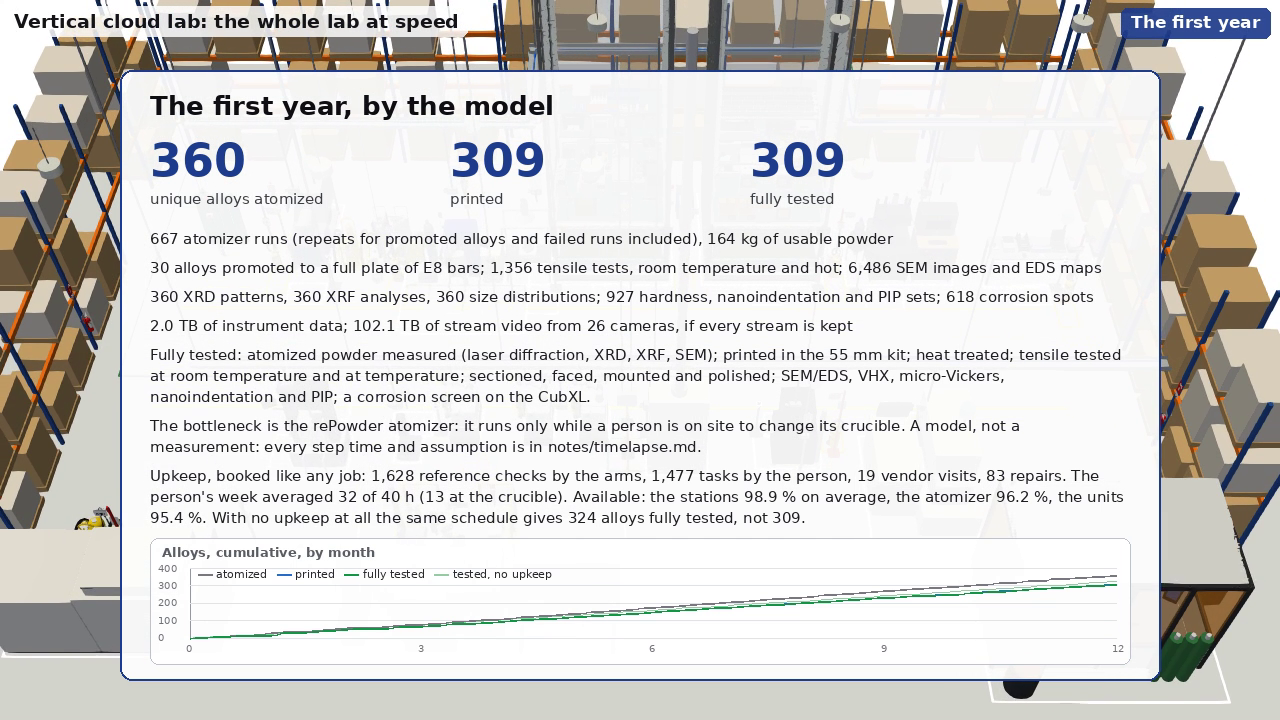 Vertical cloud lab: the whole lab at speed
The first year
The first year, by the model
360
309
309
unique alloys atomized
printed
fully tested
667 atomizer runs (repeats for promoted alloys and failed runs included), 164 kg of usable powder
30 alloys promoted to a full plate of E8 bars; 1,356 tensile tests, room temperature and hot; 6,486 SEM images and EDS maps
360 XRD patterns, 360 XRF analyses, 360 size distributions; 927 hardness, nanoindentation and PIP sets; 618 corrosion spots
2.0 TB of instrument data; 102.1 TB of stream video from 26 cameras, if every stream is kept
Fully tested: atomized powder measured (laser diffraction, XRD, XRF, SEM); printed in the 55 mm kit; heat treated; tensile tested
at room temperature and at temperature; sectioned, faced, mounted and polished; SEM/EDS, VHX, micro-Vickers,
nanoindentation and PIP; a corrosion screen on the CubXL.
The bottleneck is the rePowder atomizer: it runs only while a person is on site to change its crucible. A model, not a
measurement: every step time and assumption is in notes/timelapse.md.
Upkeep, booked like any job: 1,628 reference checks by the arms, 1,477 tasks by the person, 19 vendor visits, 83 repairs. The
person's week averaged 32 of 40 h (13 at the crucible). Available: the stations 98.9 % on average, the atomizer 96.2 %, the units
95.4 %. With no upkeep at all the same schedule gives 324 alloys fully tested, not 309.
Alloys, cumulative, by month
atomized
printed
fully tested
tested, no upkeep
400
300
200
100
0
0
3
6
9
12